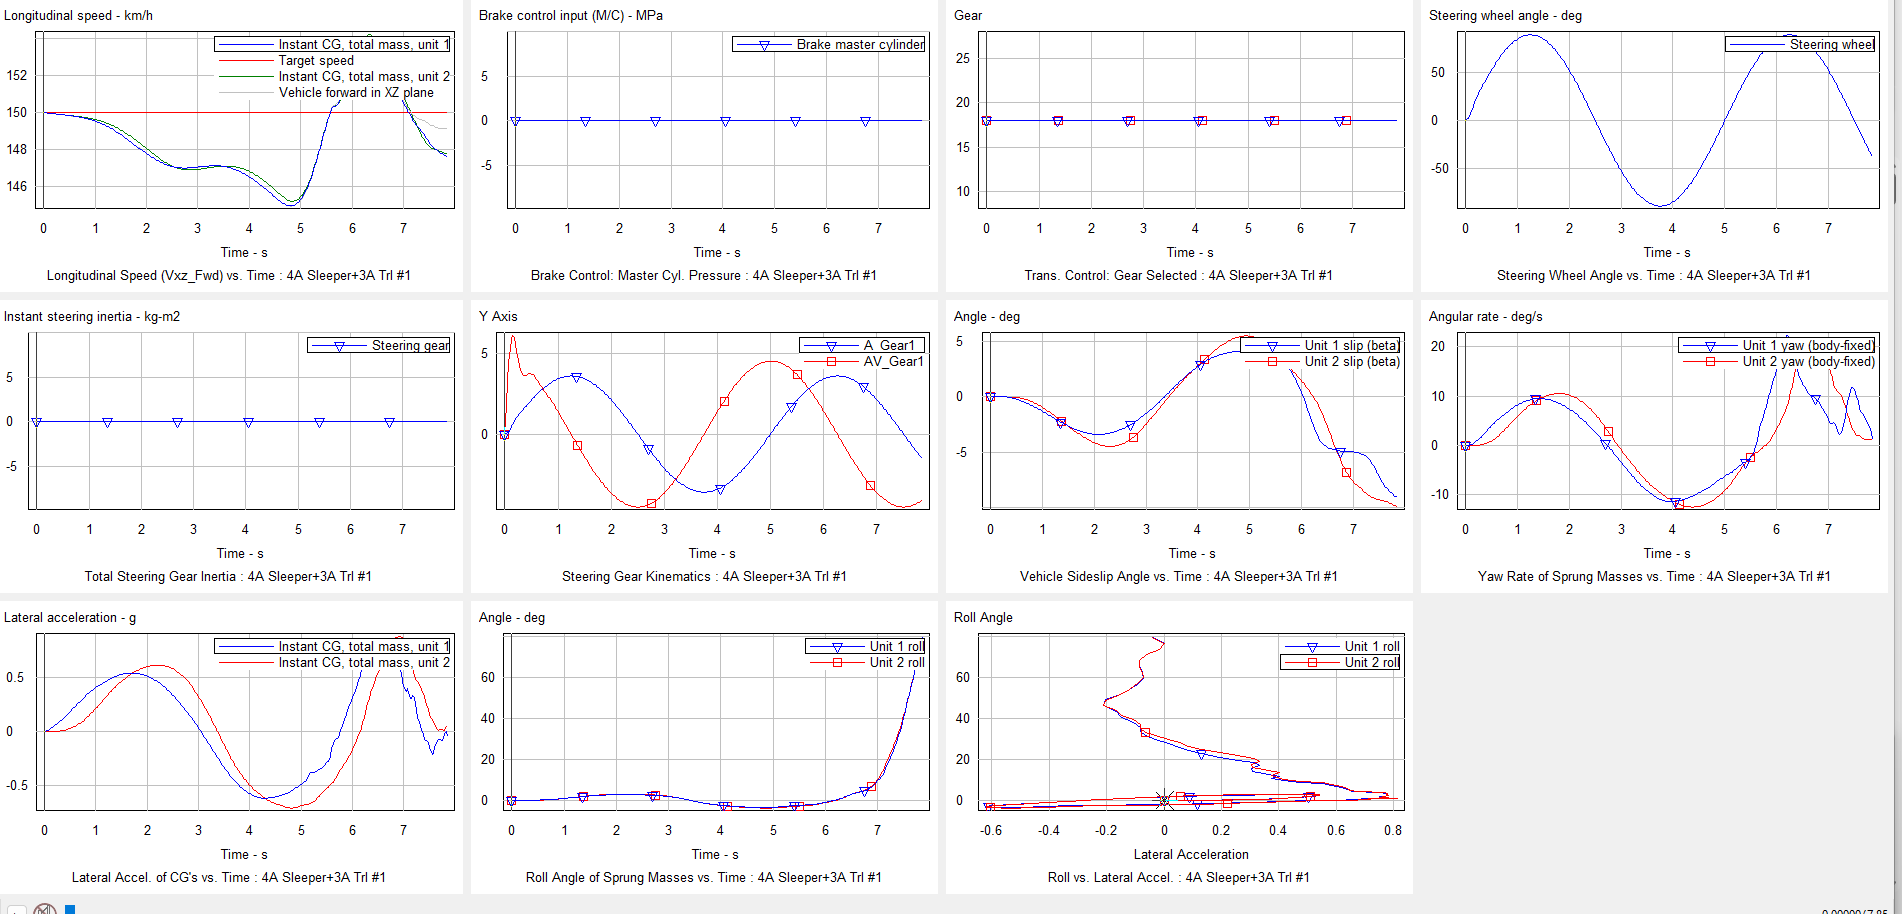 Longitudinal speed - km/h
Instant CG, total mass, unit 1
Target speed
Instant CG, total mass, unit 2
Vehicle forward in XZ plane
152
150
148
146
0 1 2 3 4 5 6 7
Time - s
Longitudinal Speed (Vxz_Fwd) vs. Time : 4A Sleeper+3A Trl #1
Brake control input (M/C) - MPa
Brake master cylinder
5
0
-5
0 1 2 3 4 5 6 7
Time - s
Brake Control: Master Cyl. Pressure : 4A Sleeper+3A Trl #1
Gear
25
20
15
10
0 1 2 3 4 5 6 7
Time - s
Trans. Control: Gear Selected : 4A Sleeper+3A Trl #1
Steering wheel angle - deg
Steering wheel
50
0
-50
0 1 2 3 4 5 6 7
Time - s
Steering Wheel Angle vs. Time : 4A Sleeper+3A Trl #1
Instant steering inertia - kg-m2
Steering gear
5
0
-5
0 1 2 3 4 5 6 7
Time - s
Total Steering Gear Inertia : 4A Sleeper+3A Trl #1
Y Axis
A_Gear1
AV_Gear1
5
0
0 1 2 3 4 5 6 7
Time - s
Steering Gear Kinematics : 4A Sleeper+3A Trl #1
Angle - deg
Unit 1 slip (beta)
Unit 2 slip (beta)
5
0
-5
0 1 2 3 4 5 6 7
Time - s
Vehicle Sideslip Angle vs. Time : 4A Sleeper+3A Trl #1
Angular rate - deg/s
Unit 1 yaw (body-fixed)
Unit 2 yaw (body-fixed)
20
10
0
-10
0 1 2 3 4 5 6 7
Time - s
Yaw Rate of Sprung Masses vs. Time : 4A Sleeper+3A Trl #1
Lateral acceleration - g
Instant CG, total mass, unit 1
Instant CG, total mass, unit 2
0.5
0
-0.5
0 1 2 3 4 5 6 7
Time - s
Lateral Accel. of CG's vs. Time : 4A Sleeper+3A Trl #1
Angle - deg
Unit 1 roll
Unit 2 roll
60
40
20
0
0 1 2 3 4 5 6 7
Time - s
Roll Angle of Sprung Masses vs. Time : 4A Sleeper+3A Trl #1
Roll Angle
Unit 1 roll
Unit 2 roll
60
40
20
0
-0.6 -0.4 -0.2 0 0.2 0.4 0.6 0.8
Lateral Acceleration
Roll vs. Lateral Accel. : 4A Sleeper+3A Trl #1